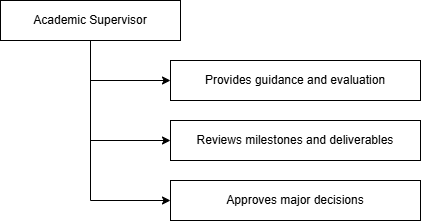 Academic Supervisor
Provides guidance and evaluation
Reviews milestones and deliverables
Approves major decisions